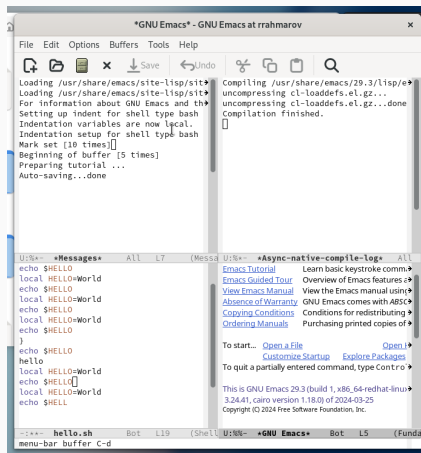 *GNU Emacs* - GNU Emacs at rrahmarov
File Edit Options Buffers Tools Help
Save Undo
Loading /usr/share/emacs/site-lisp/sit
Loading /usr/share/emacs/site-lisp/sit
For information about GNU Emacs and th
Setting up indent for shell type bash
Indentation variables are now local.
Indentation setup for shell type bash
Mark set [10 times]
Beginning of buffer [5 times]
Preparing tutorial ...
Auto-saving...done
U:%*- *Messages* All L7 (Messa
Compiling /usr/share/emacs/29.3/lisp/e
uncompressing cl-loaddefs.el.gz...
uncompressing cl-loaddefs.el.gz...done
Compilation finished.
U:%*- *Async-native-compile-log* All
echo $HELLO
local HELLO=World
echo $HELLO
local HELLO=World
echo $HELLO
local HELLO=World
echo $HELLO
}
echo $HELLO
hello
local HELLO=World
echo $HELLO
local HELLO=World
echo $HELL
-:**- hello.sh Bot L19 (Shell
Emacs Tutorial Learn basic keystroke comma
Emacs Guided Tour Overview of Emacs features a
View Emacs Manual View the Emacs manual using
Absence of Warranty GNU Emacs comes with ABSO
Copying Conditions Conditions for redistributing
Ordering Manuals Purchasing printed copies of
To start... Open a File Open H
Customize Startup Explore Packages
To quit a partially entered command, type Contro
This is GNU Emacs 29.3 (build 1, x86_64-redhat-linu
3.24.41, cairo version 1.18.0) of 2024-03-25
Copyright (C) 2024 Free Software Foundation, Inc.
U:%%- *GNU Emacs* Bot L5 (Funda
menu-bar buffer C-d